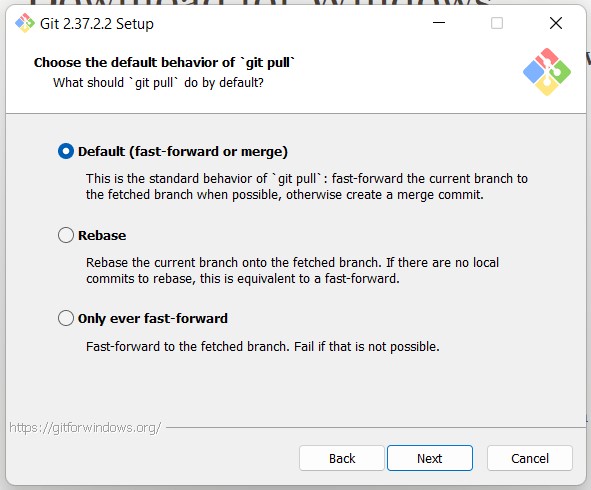 Download for Windows
Git 2.37.2.2 Setup
Choose the default behavior of `git pull`
What should `git pull` do by default?
Default (fast-forward or merge)
This is the standard behavior of `git pull`: fast-forward the current branch to
the fetched branch when possible, otherwise create a merge commit.
Rebase
Rebase the current branch onto the fetched branch. If there are no local
commits to rebase, this is equivalent to a fast-forward.
Only ever fast-forward
Fast-forward to the fetched branch. Fail if that is not possible.
https://gitforwindows.org/
Back
Next
Cancel